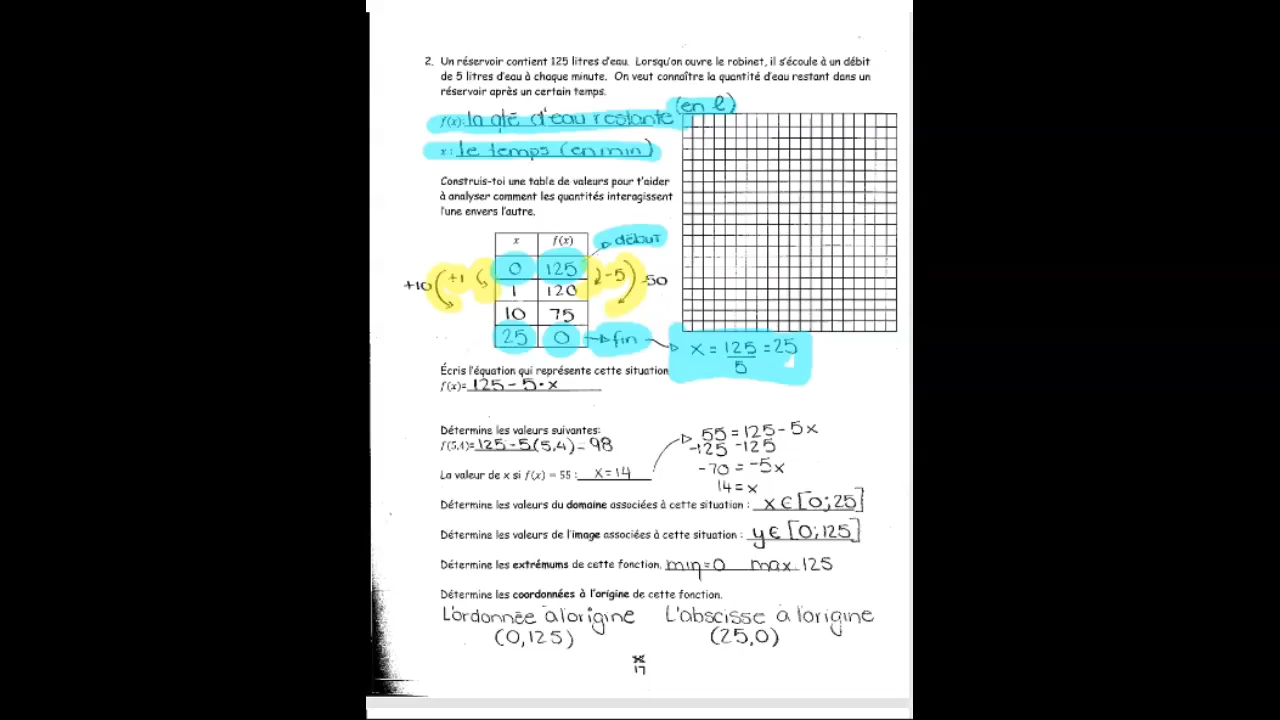 2. Un réservoir contient 125 litres d'eau. Lorsqu'on ouvre le robinet, il s'écoule à un débit
de 5 litres d'eau à chaque minute. On veut connaître la quantité d'eau restant dans un
réservoir après un certain temps.
(en l)
f(x): la qté d'eau restante
x: le temps (en min)
Construis-toi une table de valeurs pour t'aider
à analyser comment les quantités interagissent
l'une envers l'autre.
x f(x) début
0 125
+10 +1 -5 -50
1 120
10 75
25 0 fin
x = 125/5 = 25
Écris l'équation qui représente cette situation
f(x)= 125 - 5 • x
Détermine les valeurs suivantes:
f(5,4)= 125 - 5(5,4) = 98
55 = 125 - 5x
-125 -125
-70 = -5x
14 = x
La valeur de x si f(x) = 55 : x = 14
Détermine les valeurs du domaine associées à cette situation : x ∈ [0; 25]
Détermine les valeurs de l'image associées à cette situation : y ∈ [0; 125]
Détermine les extrémums de cette fonction. min = 0 max 125
Détermine les coordonnées à l'origine de cette fonction.
L'ordonnée à l'origine L'abscisse à l'origine
(0,125) (25,0)
17